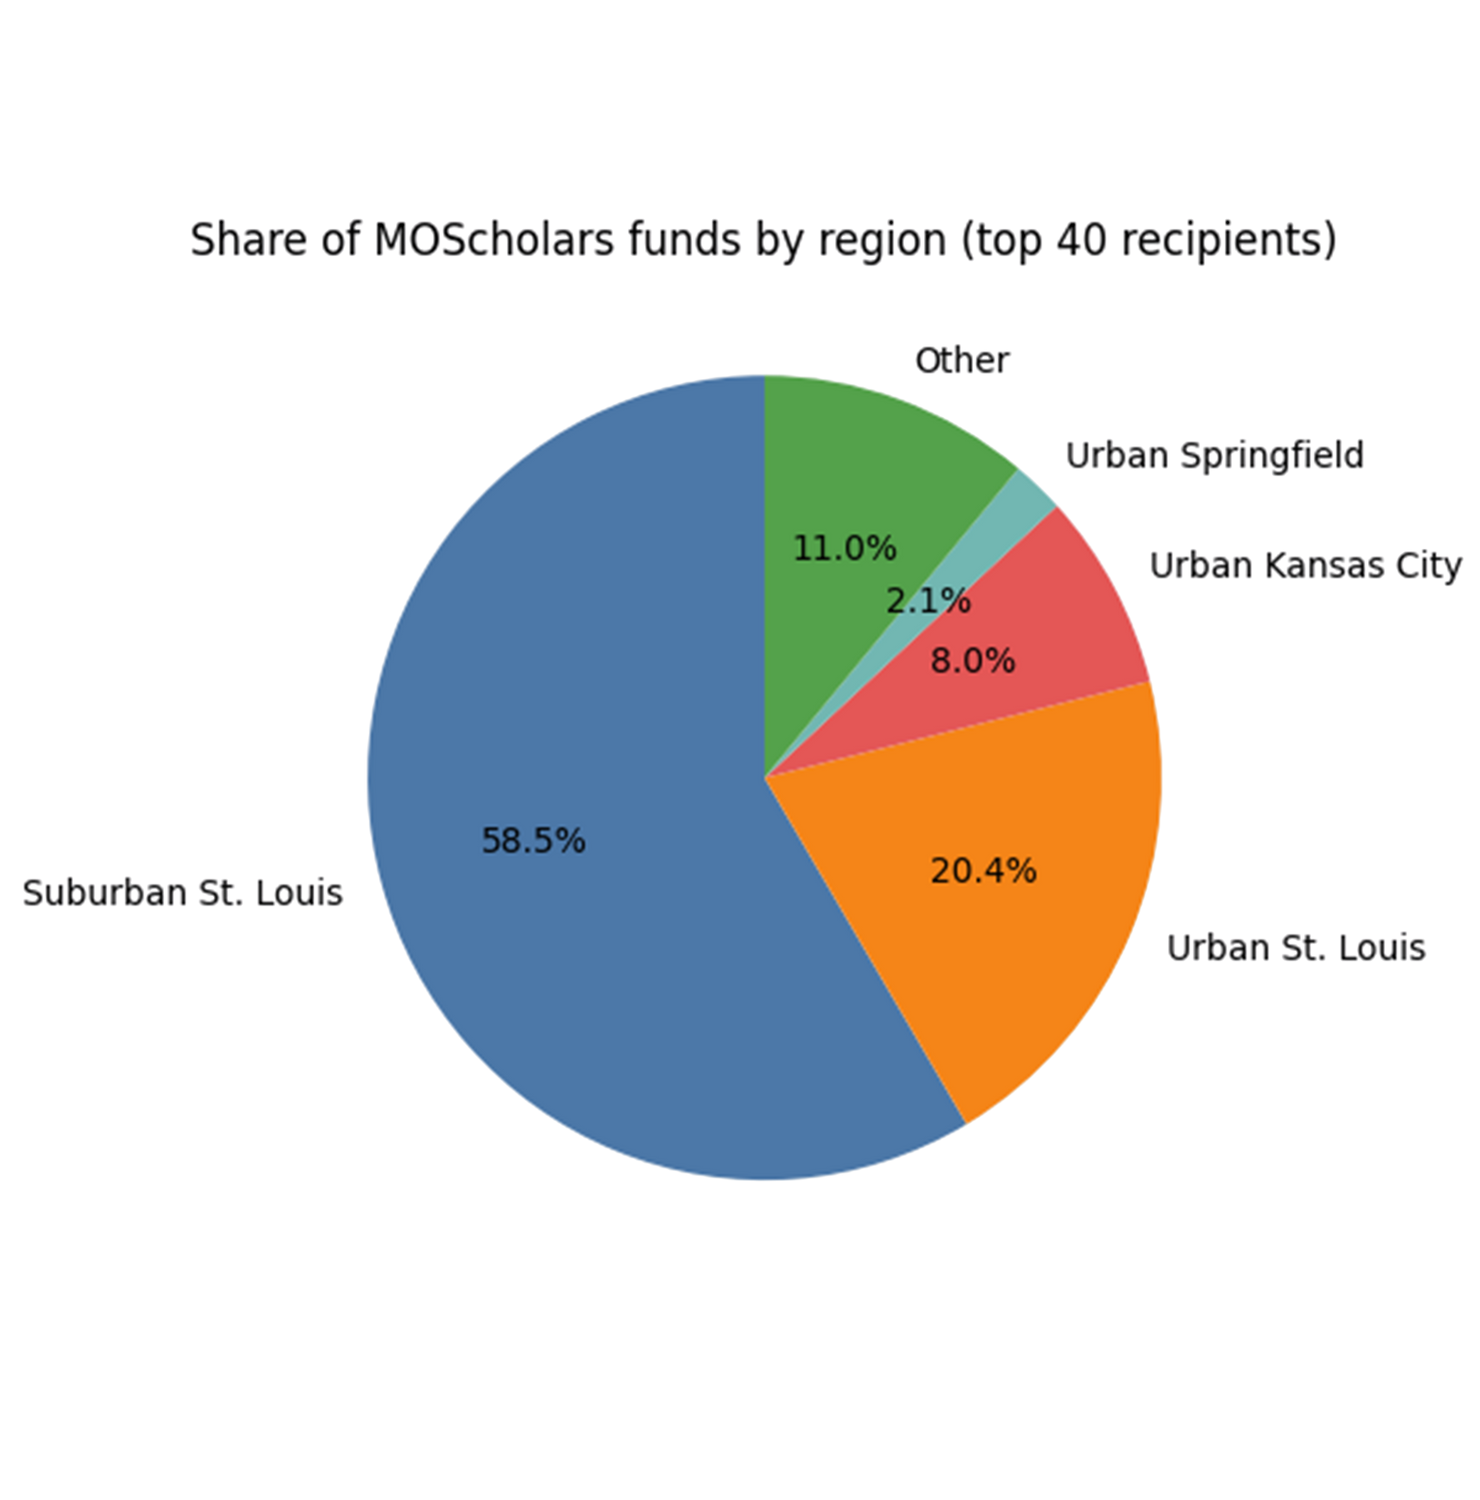 Share of MOScholars funds by region (top 40 recipients)
Other
Urban Springfield
Urban Kansas City
11.0%
2.1%
8.0%
58.5%
20.4%
Suburban St. Louis
Urban St. Louis